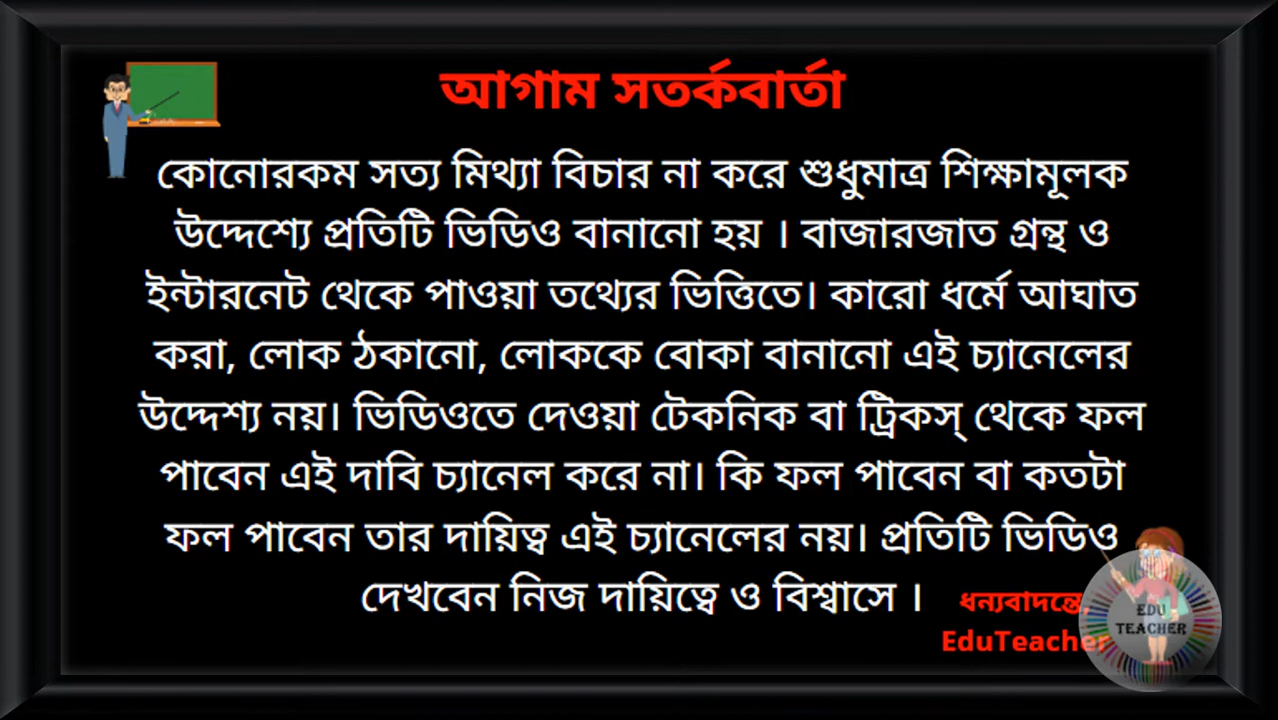 আগাম সতর্কবার্তা
কোনোরকম সত্য মিথ্যা বিচার না করে শুধুমাত্র শিক্ষামূলক
উদ্দেশ্যে প্রতিটি ভিডিও বানানো হয় । বাজারজাত গ্রন্থ ও
ইন্টারনেট থেকে পাওয়া তথ্যের ভিত্তিতে। কারো ধর্মে আঘাত
করা, লোক ঠকানো, লোককে বোকা বানানো এই চ্যানেলের
উদ্দেশ্য নয়। ভিডিওতে দেওয়া টেকনিক বা ট্রিকস্ থেকে ফল
পাবেন এই দাবি চ্যানেল করে না। কি ফল পাবেন বা কতটা
ফল পাবেন তার দায়িত্ব এই চ্যানেলের নয়। প্রতিটি ভিডিও
দেখবেন নিজ দায়িত্বে ও বিশ্বাসে ।
ধন্যবাদন্তে,
EduTeacher
EDU
TEACHER